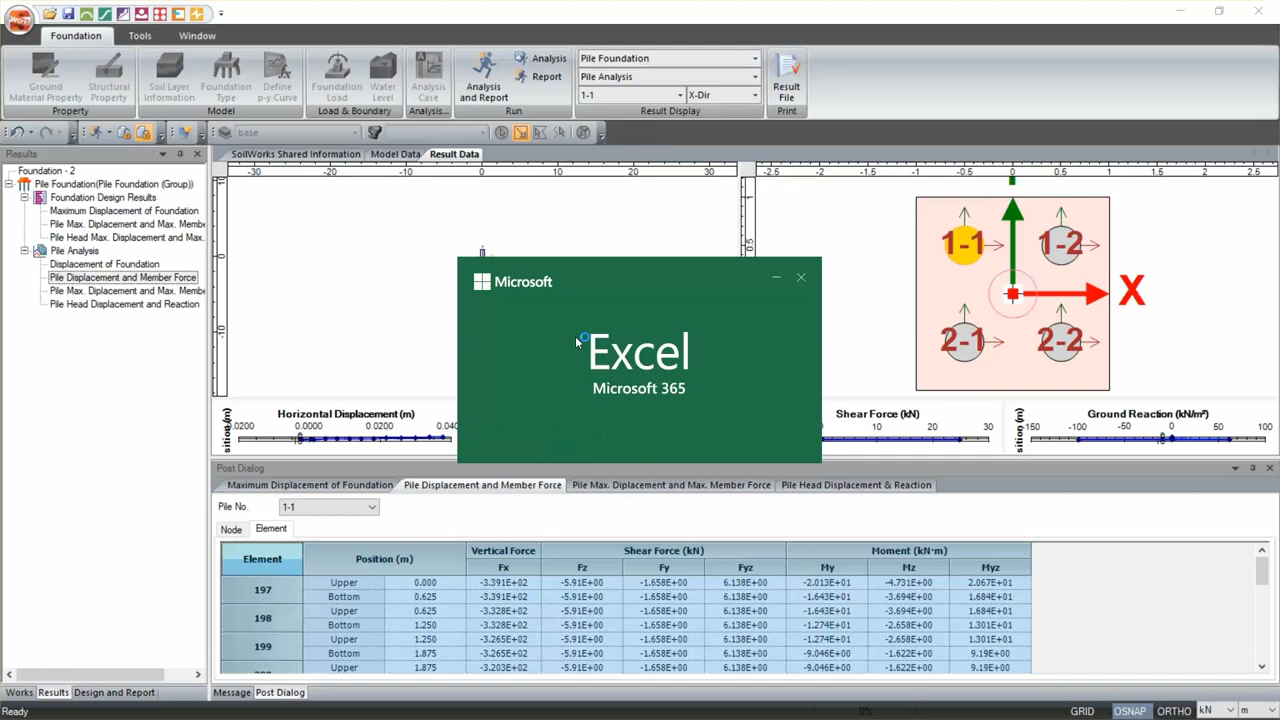 Foundation Tools Window
Ground Material Property
Structural Property
Soil Layer Information
Foundation Type
Define p-y Curve
Foundation Load
Water Level
Analysis Case
Analysis and Report
Analysis
Report
Pile Foundation
Pile Analysis
1-1 X-Dir
Result File
Property Model Load & Boundary Analysis... Run Result Display Print
base
Results
SoilWorks Shared Information Model Data Result Data
Foundation - 2
Pile Foundation(Pile Foundation (Group))
Foundation Design Results
Maximum Displacement of Foundation
Pile Max. Diplacement and Max. Membe
Pile Head Max. Displacement and Max.
Pile Analysis
Displacement of Foundation
Pile Displacement and Member Force
Pile Max. Diplacement and Max. Membe
Pile Head Displacement and Reaction
-30 -20 -10 0 10 20 30
10
0
-10
1
0.5
-2.5 -2 -1.5 -1 -0.5 0 0.5 1 1.5 2 2.5
1-1 1-2
X
2-1 2-2
Microsoft
Excel
Microsoft 365
Horizontal Displacement (m)
0.0200 0.0000 0.0200 0.040
Shear Force (kN)
0 10 20 30
Ground Reaction (kN/m²)
-100 -50 0 50 100
sition (m)
sition (m)
Post Dialog
Maximum Displacement of Foundation Pile Displacement and Member Force Pile Max. Diplacement and Max. Member Force Pile Head Displacement & Reaction
Pile No. 1-1
Node Element
Element Position (m) Vertical Force Shear Force (kN) Moment (kN·m)
Fx Fz Fy Fyz My Mz Myz
197 Upper 0.000 -3.391E+02 -5.91E+00 -1.658E+00 6.138E+00 -2.013E+01 -4.731E+00 2.067E+01
Bottom 0.625 -3.391E+02 -5.91E+00 -1.658E+00 6.138E+00 -1.643E+01 -3.694E+00 1.684E+01
198 Upper 0.625 -3.328E+02 -5.91E+00 -1.658E+00 6.138E+00 -1.643E+01 -3.694E+00 1.684E+01
Bottom 1.250 -3.328E+02 -5.91E+00 -1.658E+00 6.138E+00 -1.274E+01 -2.658E+00 1.301E+01
199 Upper 1.250 -3.265E+02 -5.91E+00 -1.658E+00 6.138E+00 -1.274E+01 -2.658E+00 1.301E+01
Bottom 1.875 -3.265E+02 -5.91E+00 -1.658E+00 6.138E+00 -9.046E+00 -1.622E+00 9.19E+00
Upper 1.875 -3.203E+02 -5.91E+00 -1.658E+00 6.138E+00 -9.046E+00 -1.622E+00 9.19E+00
Works Results Design and Report Message Post Dialog
Ready 0% GRID OSNAP ORTHO kN m